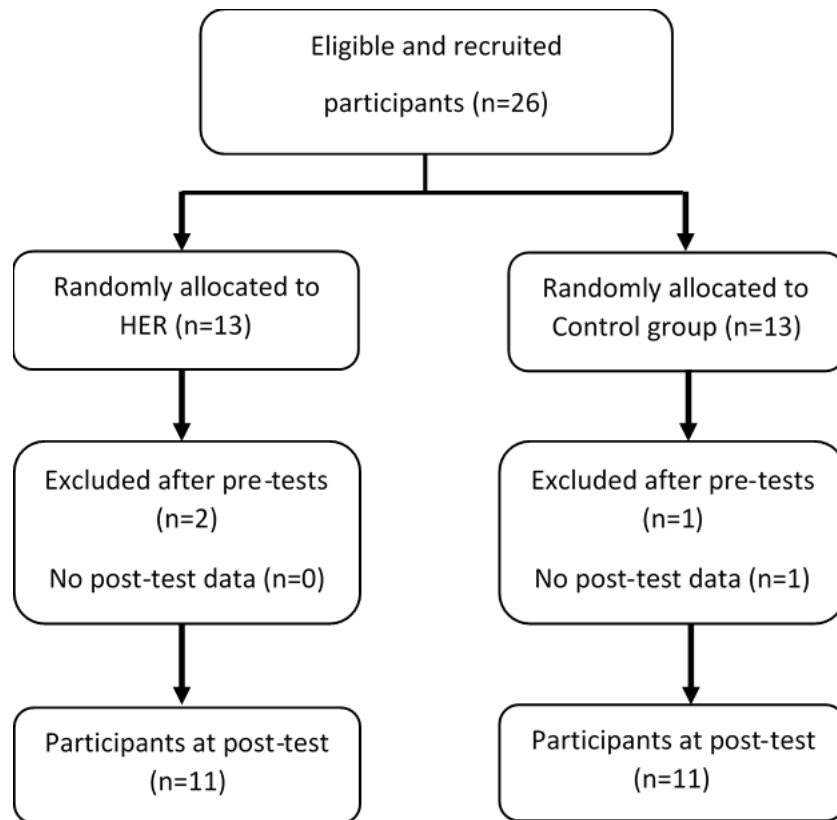 Eligible and recruited
participants (n=26)
Randomly allocated to
HER (n=13)
Randomly allocated to
Control group (n=13)
Excluded after pre-tests
(n=2)
No post-test data (n=0)
Excluded after pre-tests
(n=1)
No post-test data (n=1)
Participants at post-test
(n=11)
Participants at post-test
(n=11)